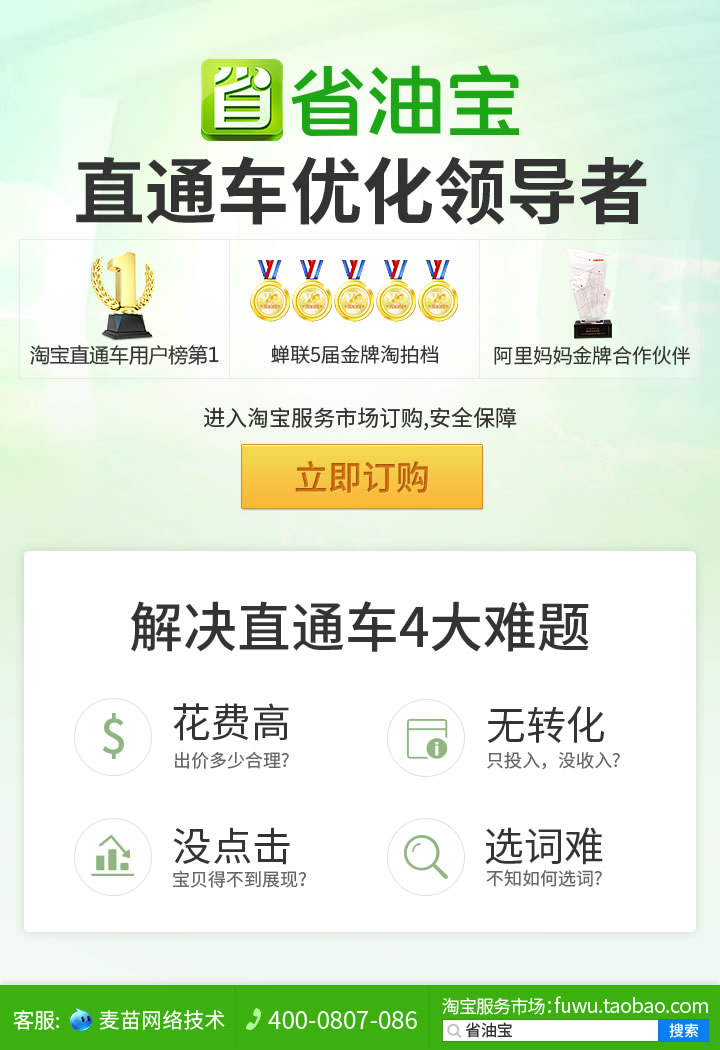 省 省油宝
直通车优化领导者
淘宝直通车用户榜第1
蝉联5届金牌淘拍档
阿里妈妈金牌合作伙伴
进入淘宝服务市场订购,安全保障
立即订购
解决直通车4大难题
花费高
出价多少合理?
无转化
只投入，没收入?
没点击
宝贝得不到展现?
选词难
不知如何选词?
客服: 麦苗网络技术
400-0807-086
淘宝服务市场:fuwu.taobao.com
省油宝 搜索